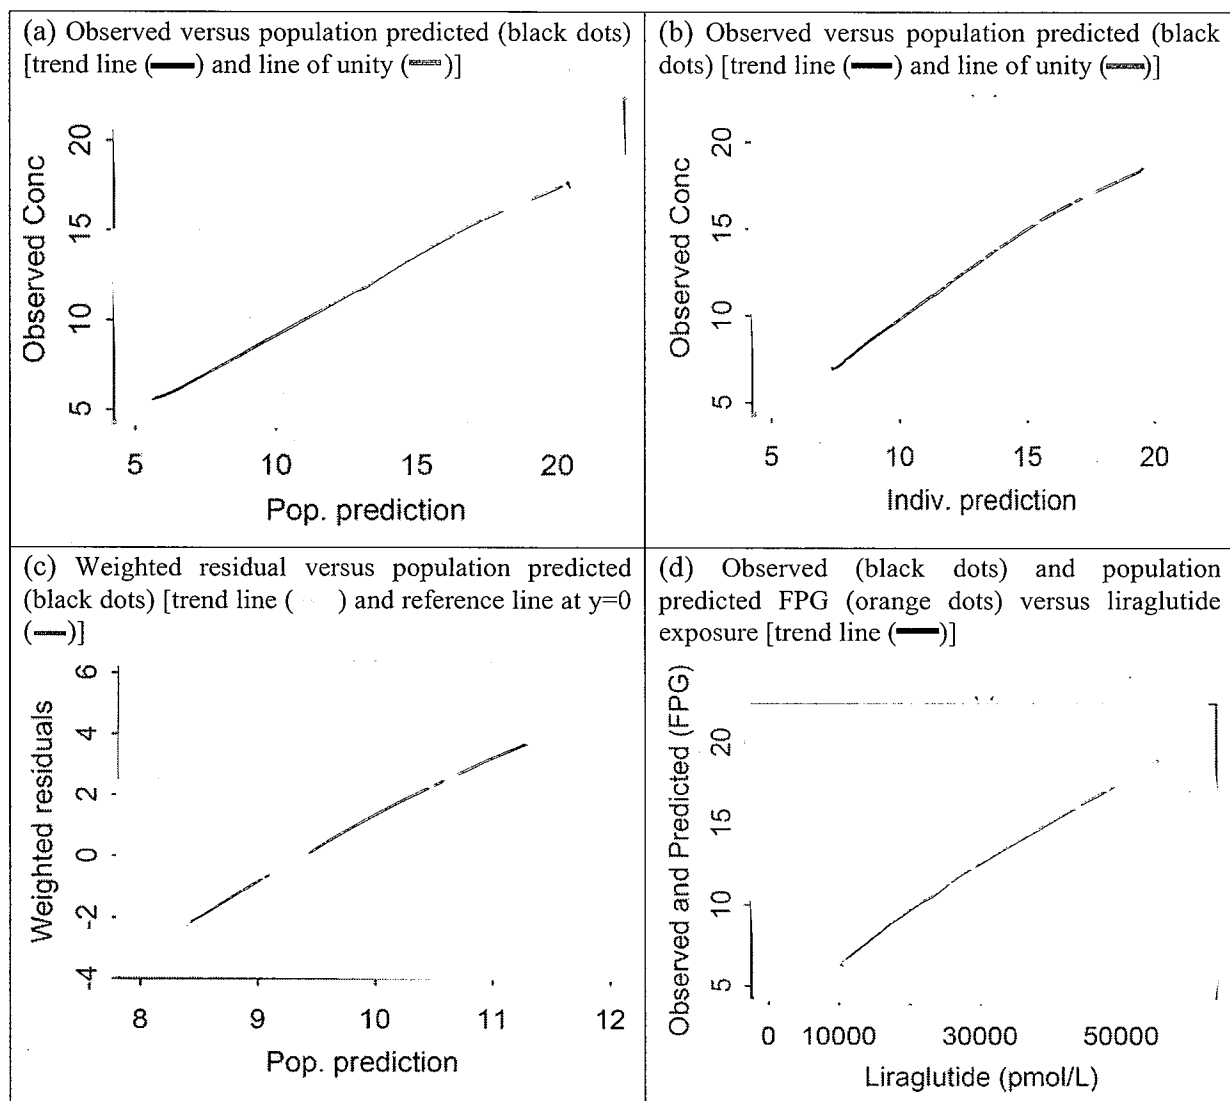 (a) Observed versus population predicted (black dots)
[trend line (━━) and line of unity (══)]
20
15
10
5
Observed Conc
5 10 15 20
Pop. prediction
(b) Observed versus population predicted (black
dots) [trend line (━━) and line of unity (══)]
20
15
10
5
Observed Conc
5 10 15 20
Indiv. prediction
(c) Weighted residual versus population predicted
(black dots) [trend line ( ) and reference line at y=0
(━━)]
6
4
2
0
-2
-4
Weighted residuals
8 9 10 11 12
Pop. prediction
(d) Observed (black dots) and population
predicted FPG (orange dots) versus liraglutide
exposure [trend line (━━)]
20
15
10
5
Observed and Predicted (FPG)
0 10000 30000 50000
Liraglutide (pmol/L)